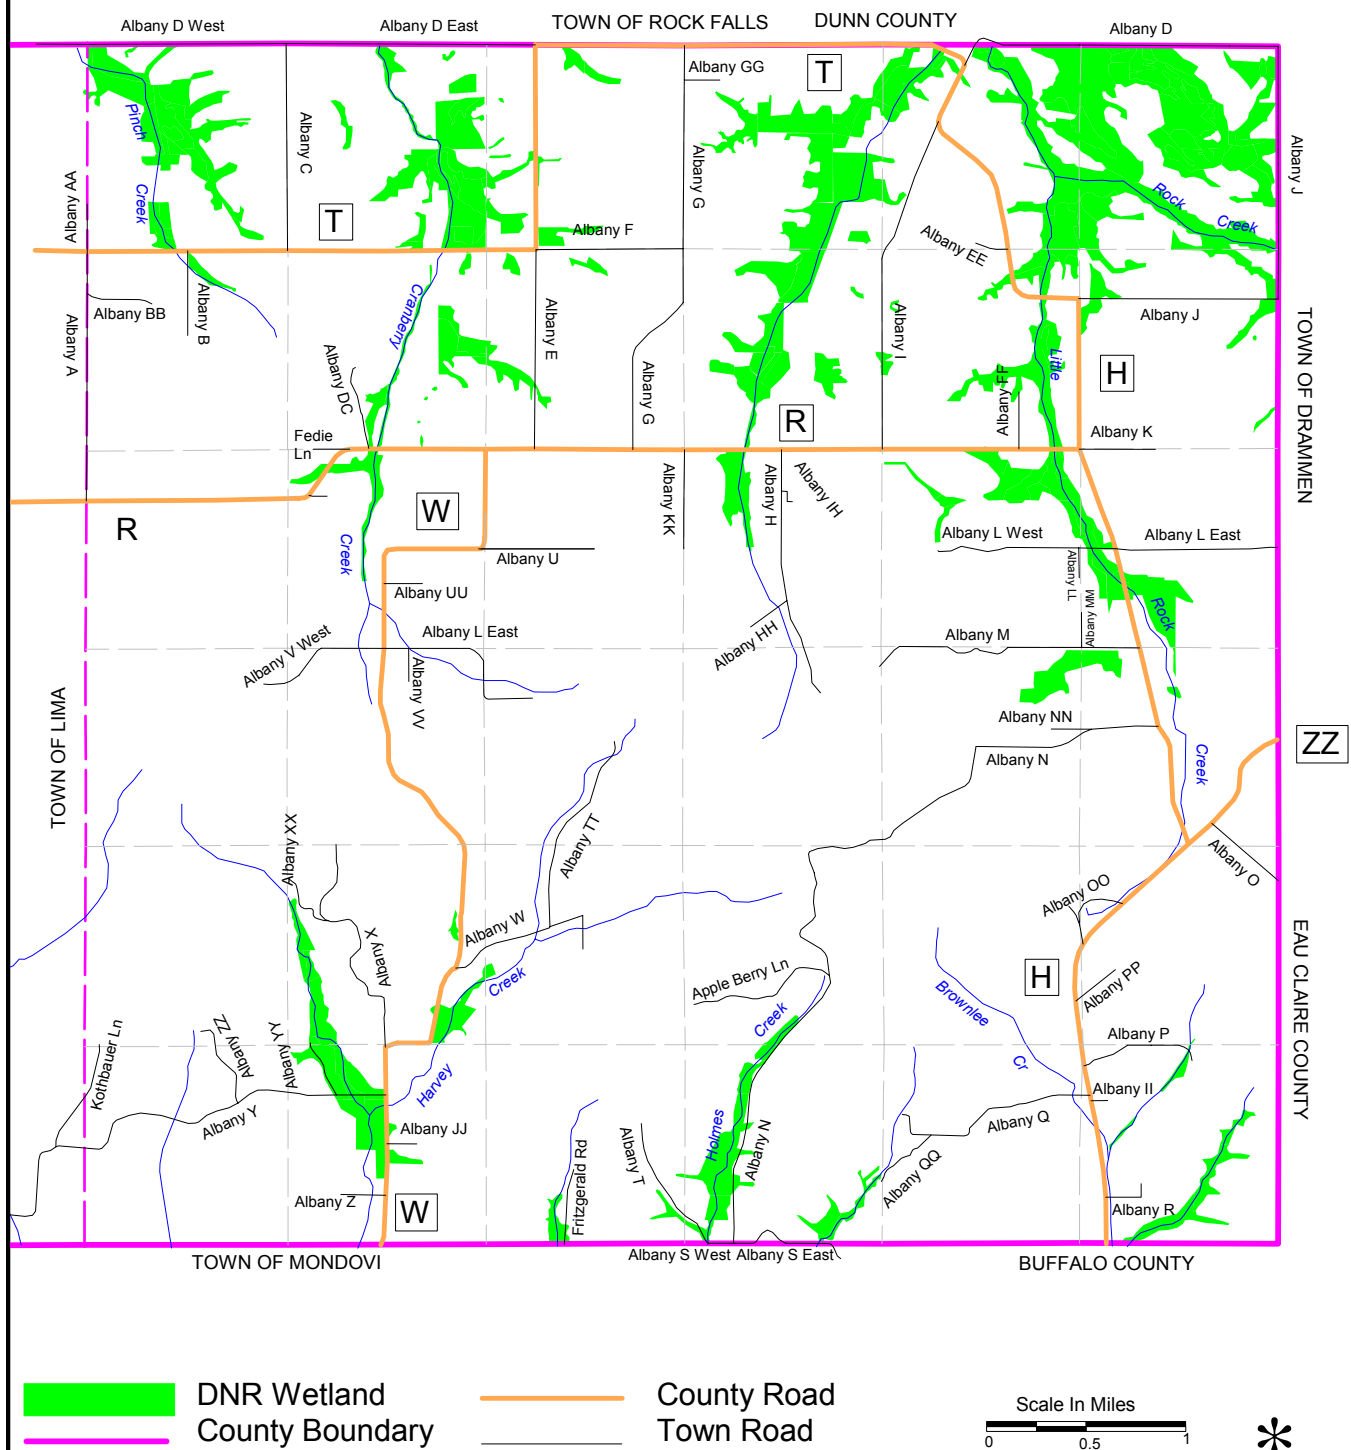 Albany D West
Albany D East
TOWN OF ROCK FALLS
DUNN COUNTY
Albany D
Albany GG
T
Pinch
Creek
Albany C
Albany G
Albany J
Albany AA
T
Albany F
Rock
Creek
Albany EE
Albany BB
Albany B
Albany A
Cranberry
Albany E
Albany I
Albany J
Albany DC
Albany G
Little
H
Albany FF
TOWN OF DRAMMEN
R
Fedie
Ln
Albany K
R
W
Albany KK
Albany H
Albany IH
Albany L West
Albany L East
Creek
Albany U
Albany UU
Albany LL
Albany MM
Rock
Albany V West
Albany L East
Albany HH
Albany M
Albany VV
TOWN OF LIMA
Albany NN
Albany N
Creek
ZZ
Albany XX
Albany TT
Albany O
Albany OO
Albany X
Albany W
Creek
Apple Berry Ln
Creek
Brownlee
H
Albany PP
EAU CLAIRE COUNTY
Kothbauer Ln
Albany ZZ
Albany YY
Albany P
Cr
Harvey
Albany II
Albany Y
Albany JJ
Fritzgerald Rd
Albany T
Holmes
Albany N
Albany Q
Albany QQ
Albany Z
W
Albany R
TOWN OF MONDOVI
Albany S West
Albany S East
BUFFALO COUNTY
DNR Wetland
County Road
Scale In Miles
County Boundary
Town Road
0
0.5
1